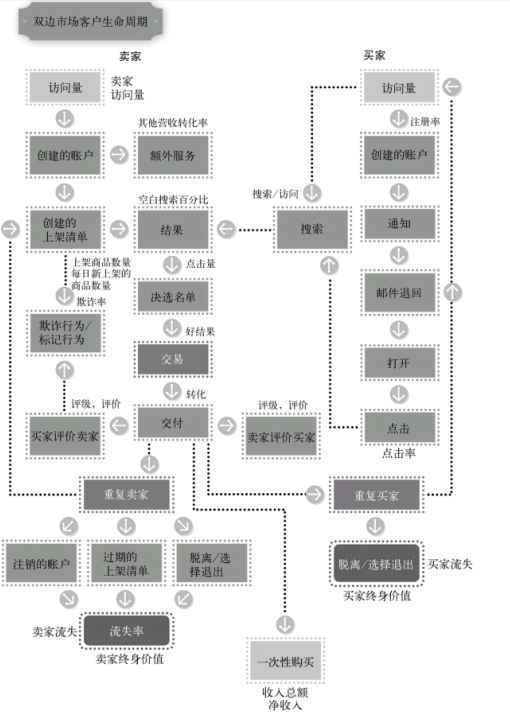 双边市场客户生命周期
卖家
买家
访问量
卖家
访问量
访问量
注册率
创建的账户
其他营收转化率
额外服务
创建的账户
搜索/访问
创建的
上架清单
空白搜索百分比
结果
搜索
通知
上架商品数量
每日新上架的
商品数量
欺诈率
点击量
决选名单
邮件退回
欺诈行为/
标记行为
好结果
交易
打开
转化
评级，评价
买家评价卖家
交付
评级，评价
卖家评价买家
点击
点击率
重复卖家
重复买家
注销的账户
过期的
上架清单
脱离/选
择退出
脱离/选择退出
买家流失
买家终身价值
卖家流失
流失率
卖家终身价值
一次性购买
收入总额
净收入